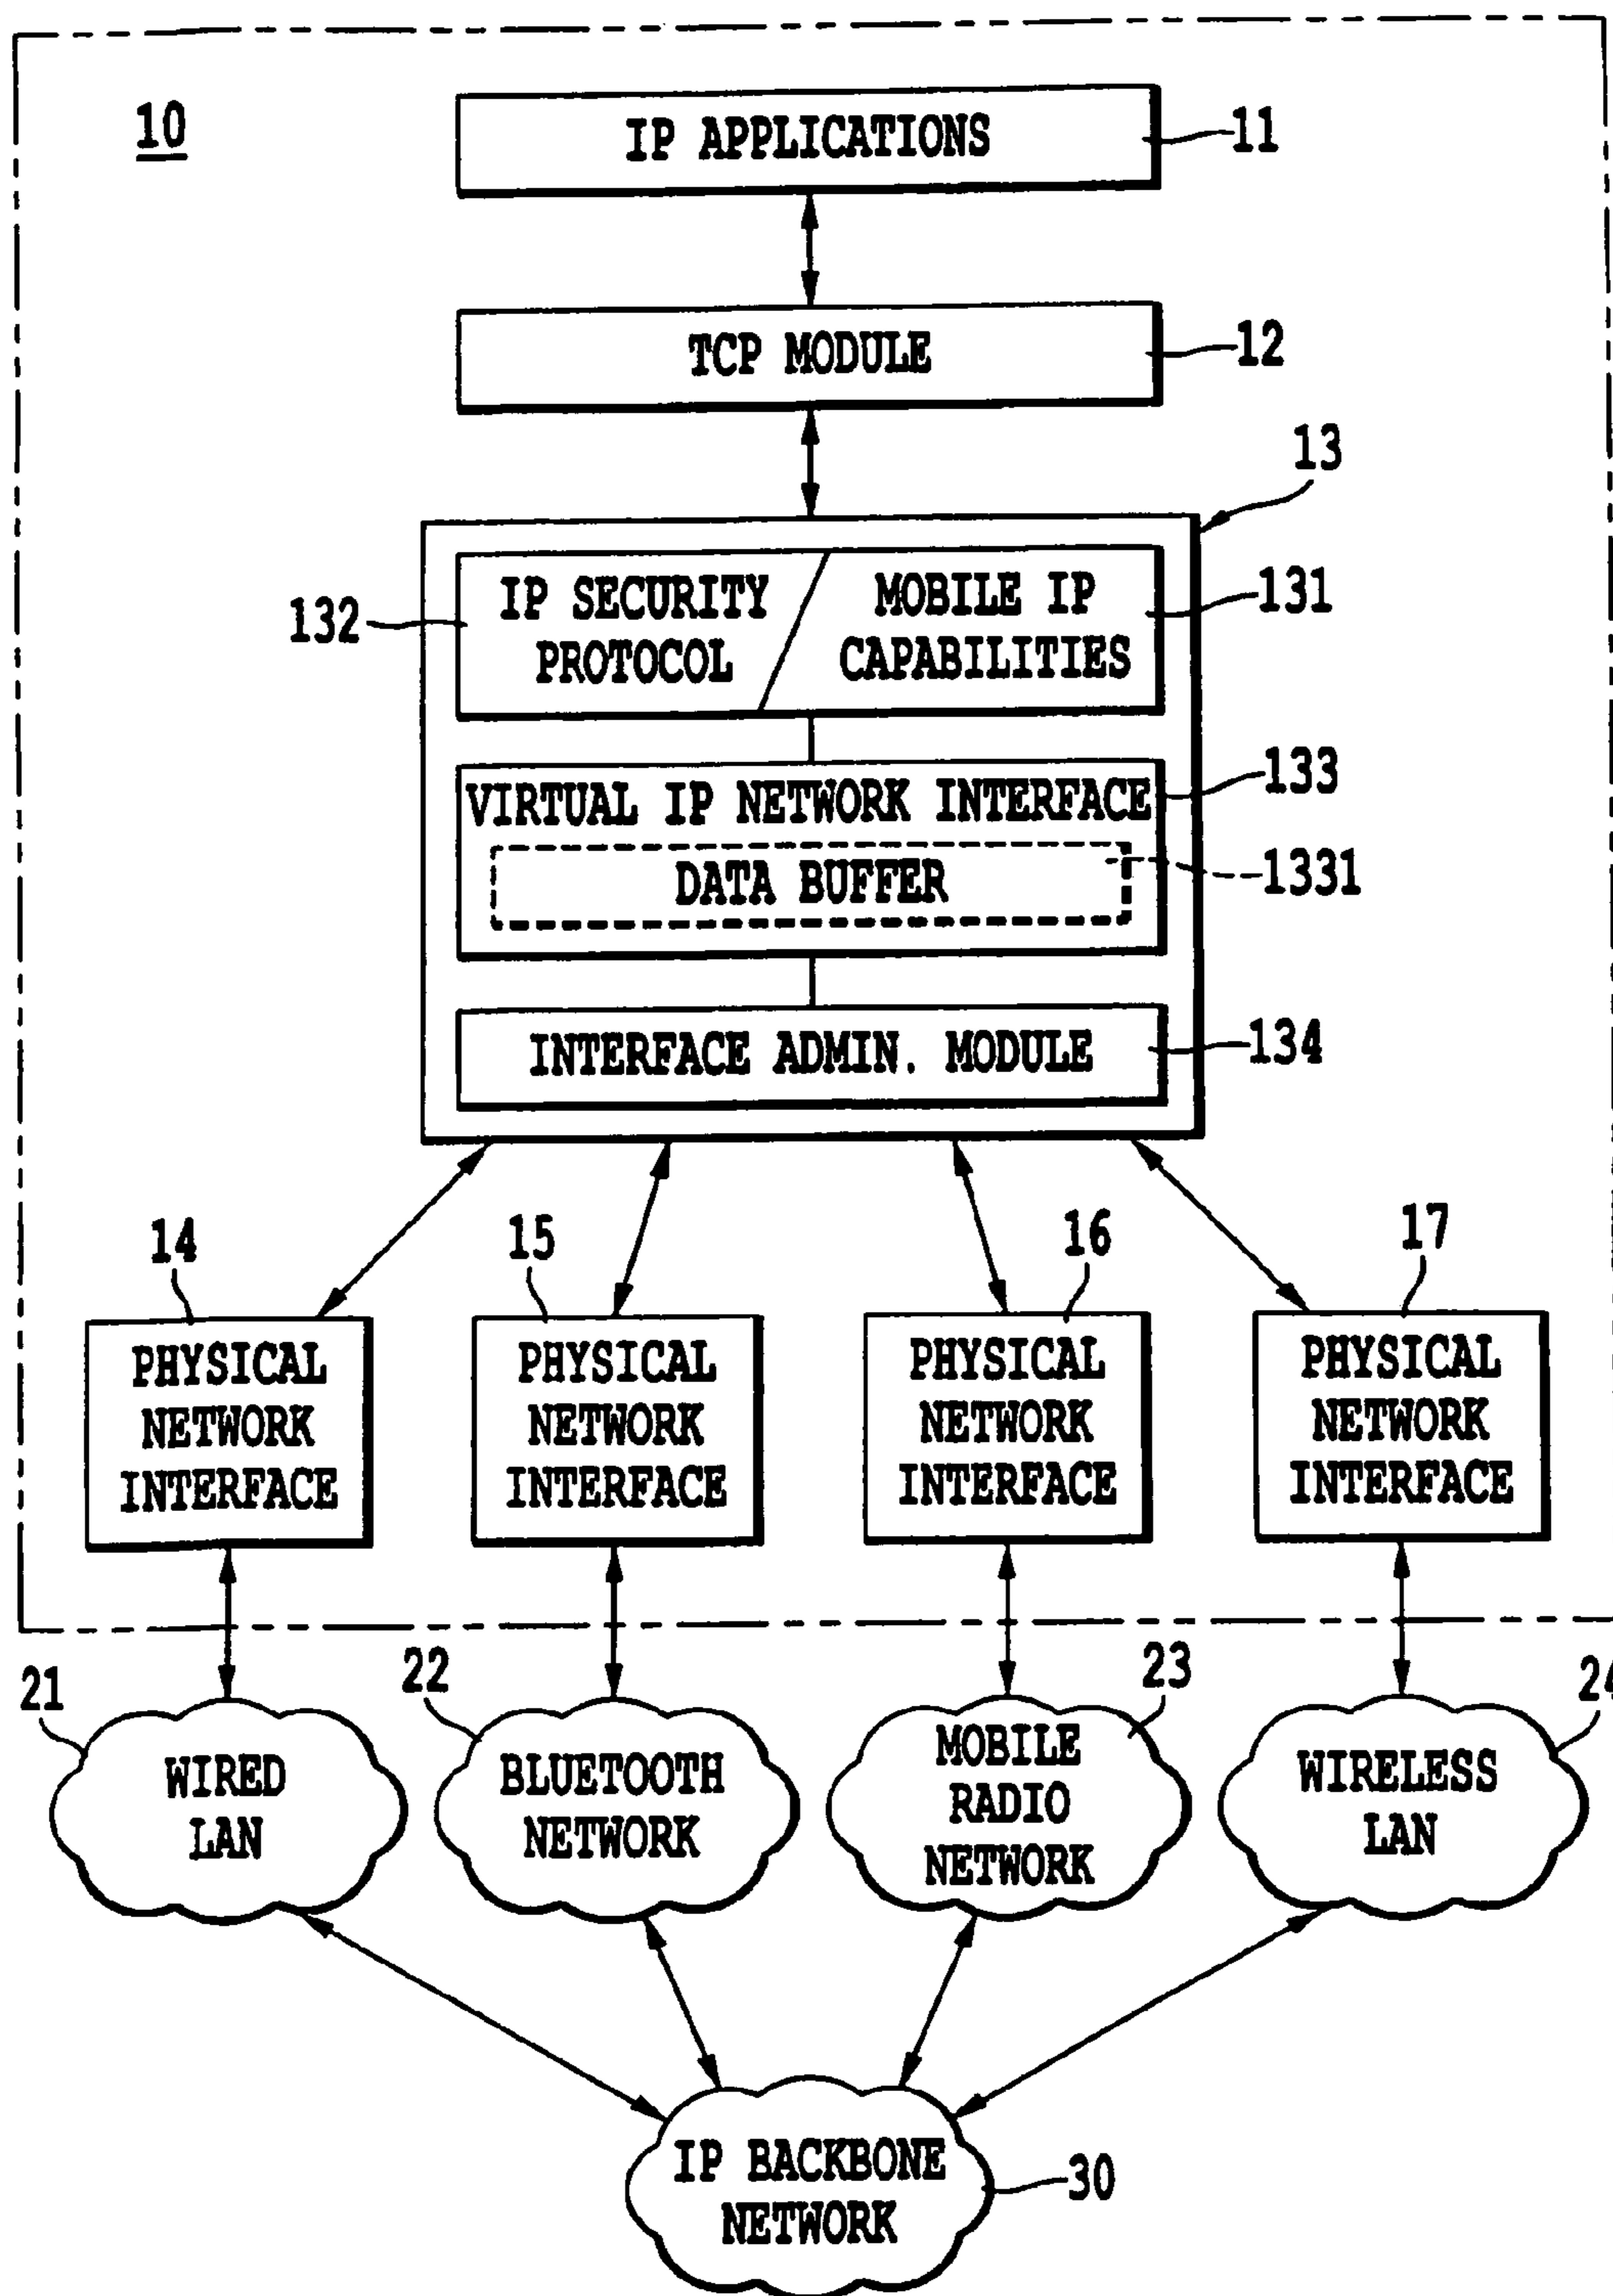 10
IP APPLICATIONS
11
TCP MODULE
12
13
132
IP SECURITY
PROTOCOL
MOBILE IP
CAPABILITIES
131
VIRTUAL IP NETWORK INTERFACE
133
DATA BUFFER
1331
INTERFACE ADMIN. MODULE
134
14
PHYSICAL
NETWORK
INTERFACE
15
PHYSICAL
NETWORK
INTERFACE
16
PHYSICAL
NETWORK
INTERFACE
17
PHYSICAL
NETWORK
INTERFACE
21
WIRED
LAN
22
BLUETOOTH
NETWORK
23
MOBILE
RADIO
NETWORK
24
WIRELESS
LAN
IP BACKBONE
NETWORK
30